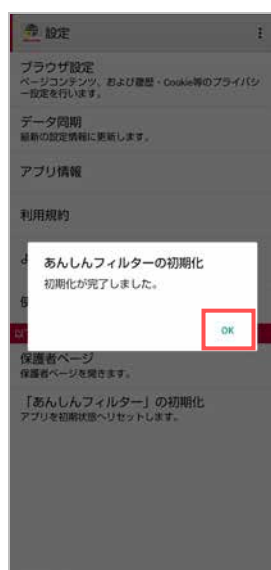 設定
ブラウザ設定
ページコンテンツ、および履歴・Cookie等のプライバシ
ー設定を行います。
データ同期
最新の設定情報に更新します。
アプリ情報
利用規約
あんしんフィルターの初期化
初期化が完了しました。
OK
保護者ページ
保護者ページを開きます。
「あんしんフィルター」の初期化
アプリを初期状態へリセットします。